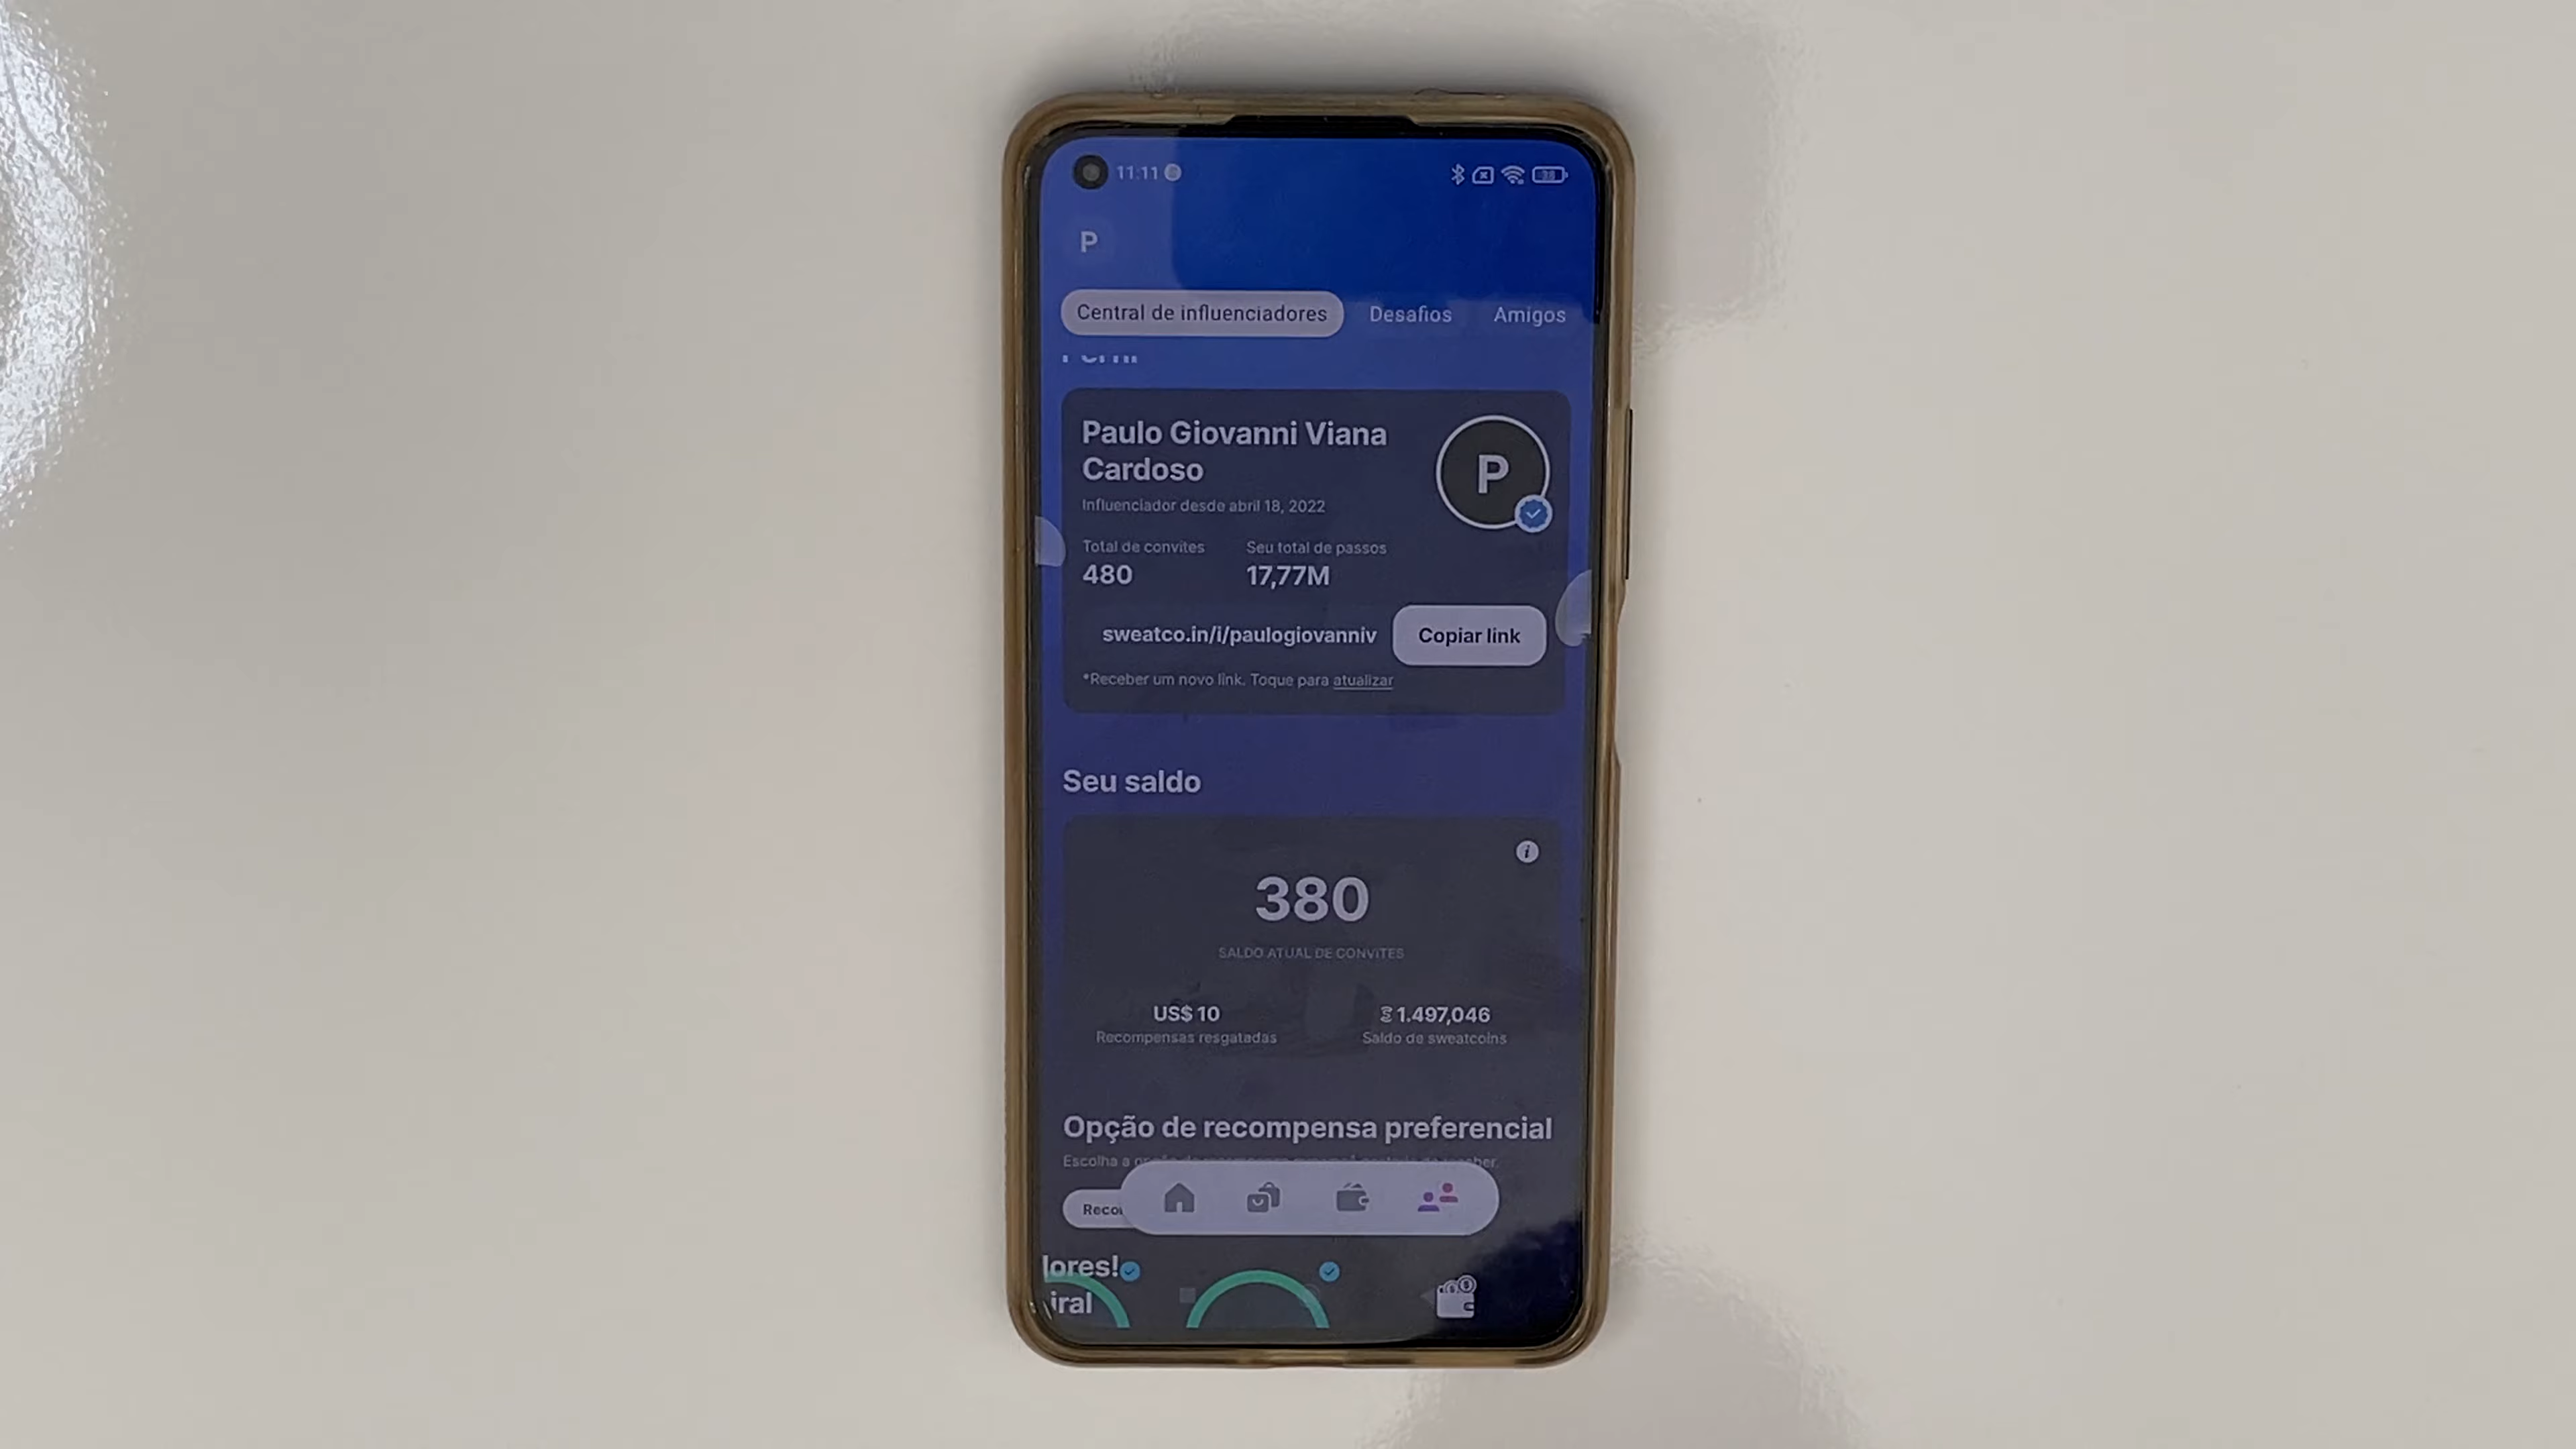 11:11
P
Central de influenciadores
Desafios
Amigos
Paulo Giovanni Viana
Cardoso
P
Influenciador desde abril 18, 2022
Total de convites
Seu total de passos
480
17,77M
sweatco.in/i/paulogiovanniv
Copiar link
*Receber um novo link. Toque para atualizar
Seu saldo
380
SALDO ATUAL DE CONVITES
US$ 10
1.497,046
Recompensas resgatadas
Saldo de sweatcoins
Opção de recompensa preferencial
Escolha a
lores!
iral